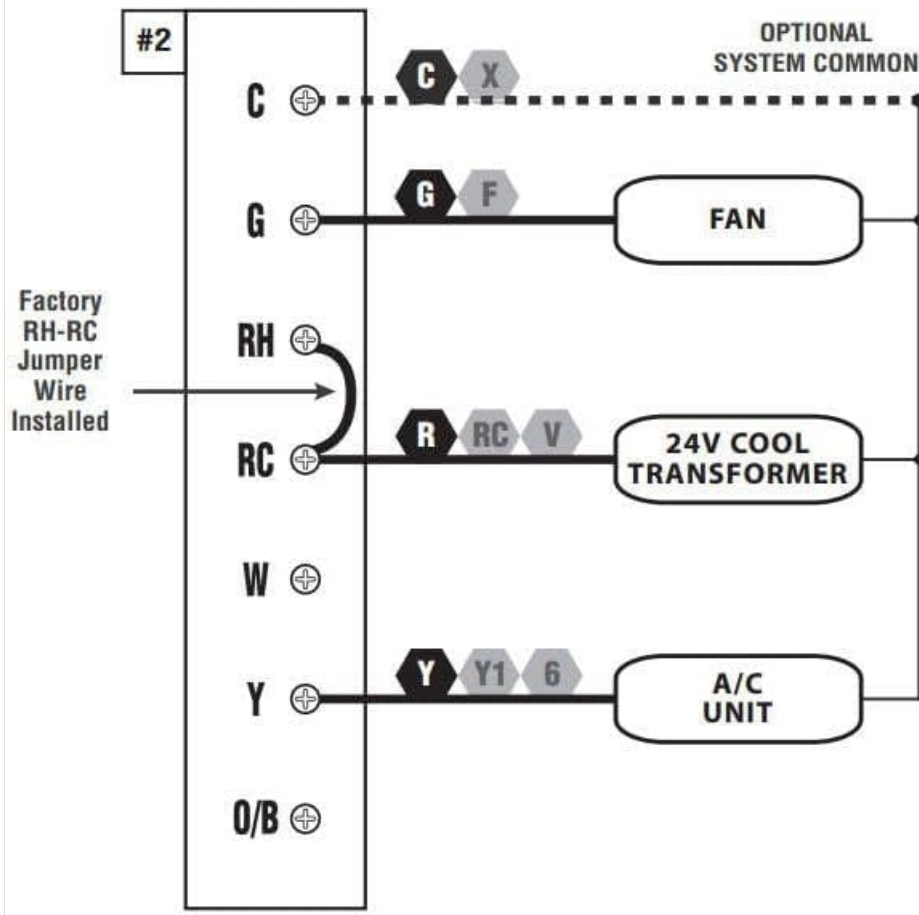 #2
OPTIONAL
SYSTEM COMMON
C
C X
G
G F
FAN
Factory
RH-RC
Jumper
Wire
Installed
RH
RC
R RC V
24V COOL
TRANSFORMER
W
Y
Y Y1 6
A/C
UNIT
O/B